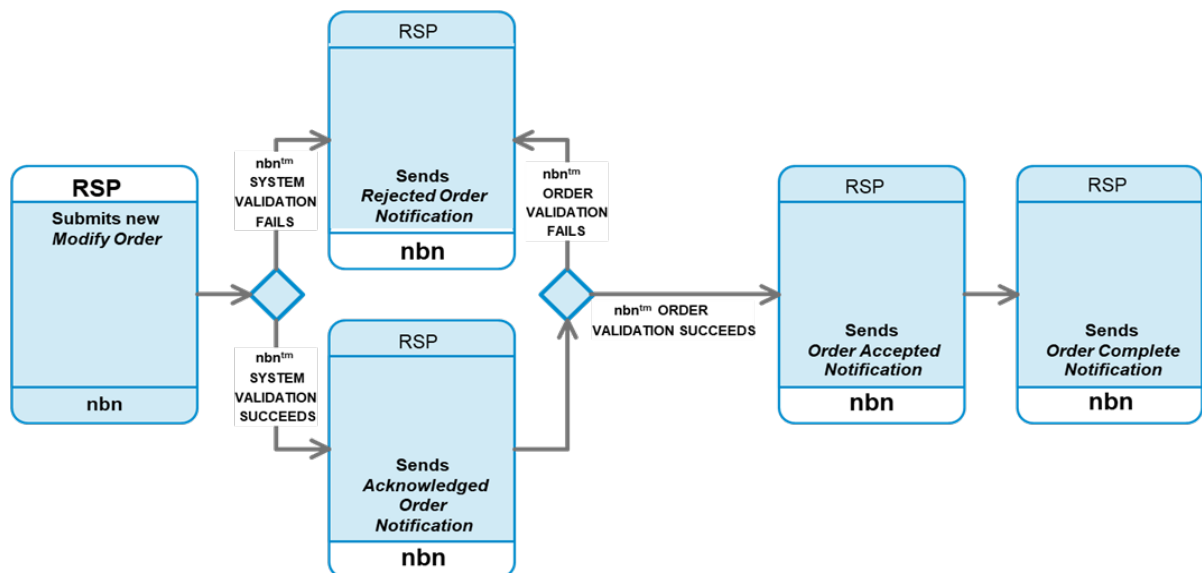 RSP
Submits new
Modify Order
nbn
nbn™
SYSTEM
VALIDATION
FAILS
nbn™
SYSTEM
VALIDATION
SUCCEEDS
RSP
Sends
Rejected Order
Notification
nbn
RSP
Sends
Acknowledged
Order
Notification
nbn
nbn™
ORDER
VALIDATION
FAILS
nbn™ ORDER
VALIDATION SUCCEEDS
RSP
Sends
Order Accepted
Notification
nbn
RSP
Sends
Order Complete
Notification
nbn